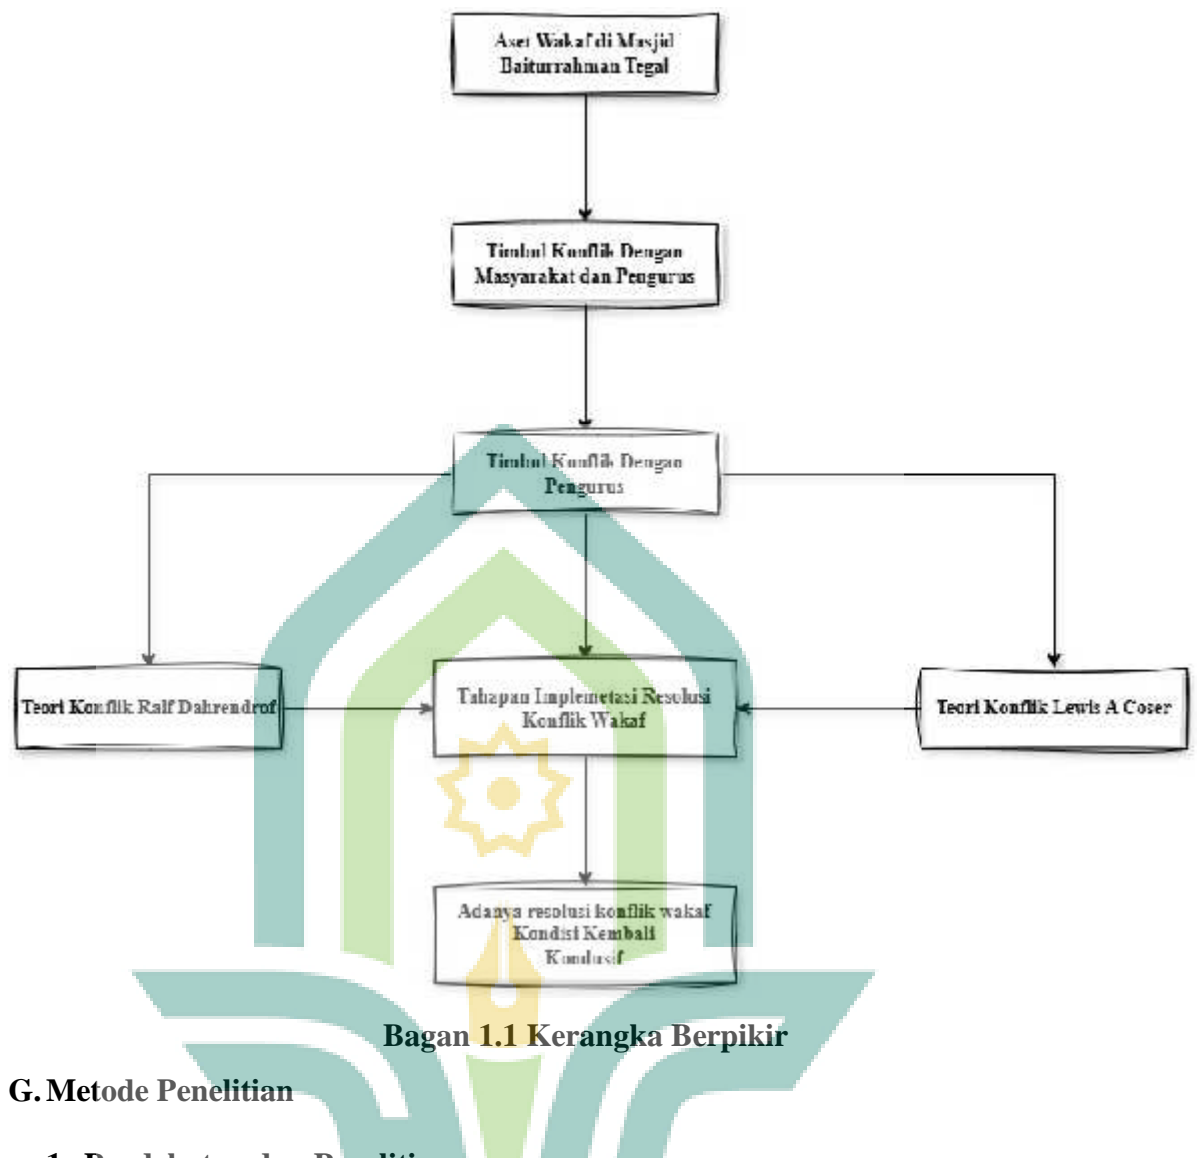 Aset Wakaf di Masjid
Baiturrahman Tegal
Timbul Konflik Dengan
Masyarakat dan Pengurus
Timbul Konflik Dengan
Pengurus
Teori Konflik Ralf Dahrendrof
Tahapan Implemetasi Resolusi
Konflik Wakaf
Teori Konflik Lewis A Coser
Adanya resolusi konflik wakaf
Kondisi Kembali
Kondusif
Bagan 1.1 Kerangka Berpikir
G. Metode Penelitian